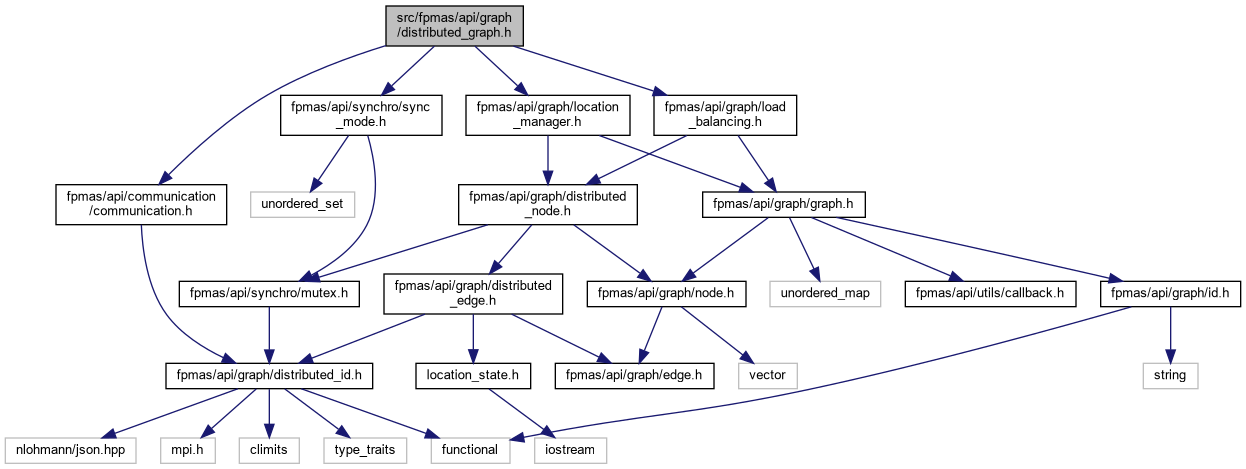 src/fpmas/api/graph
/distributed_graph.h
fpmas/api/synchro/sync
_mode.h
fpmas/api/graph/location
_manager.h
fpmas/api/graph/load
_balancing.h
fpmas/api/communication
/communication.h
unordered_set
fpmas/api/graph/distributed
_node.h
fpmas/api/graph/graph.h
fpmas/api/synchro/mutex.h
fpmas/api/graph/distributed
_edge.h
fpmas/api/graph/node.h
unordered_map
fpmas/api/utils/callback.h
fpmas/api/graph/id.h
fpmas/api/graph/distributed_id.h
location_state.h
fpmas/api/graph/edge.h
vector
string
nlohmann/json.hpp
mpi.h
climits
type_traits
functional
iostream